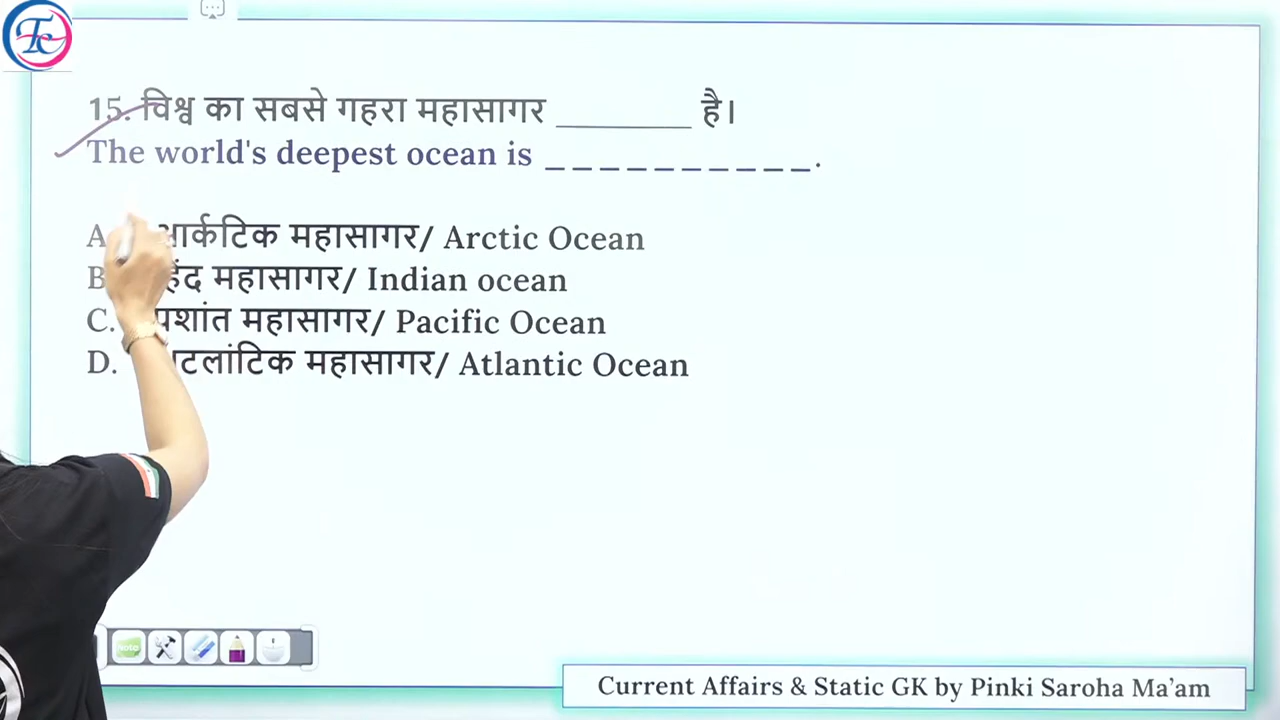 Tc
15. विश्व का सबसे गहरा महासागर ________ है।
The world's deepest ocean is __________.
A. आर्कटिक महासागर/ Arctic Ocean
B. हिंद महासागर/ Indian ocean
C. प्रशांत महासागर/ Pacific Ocean
D. अटलांटिक महासागर/ Atlantic Ocean
Current Affairs & Static GK by Pinki Saroha Ma'am